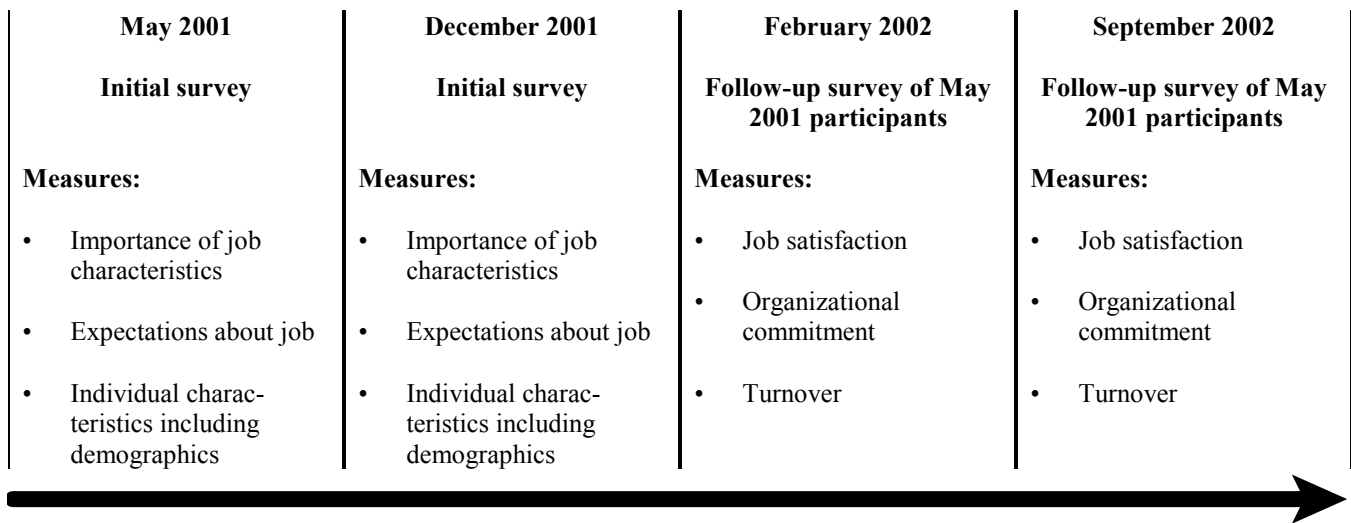 May 2001
Initial survey
Measures:
• Importance of job
characteristics
• Expectations about job
• Individual charac-
teristics including
demographics
December 2001
Initial survey
Measures:
• Importance of job
characteristics
• Expectations about job
• Individual charac-
teristics including
demographics
February 2002
Follow-up survey of May
2001 participants
Measures:
• Job satisfaction
• Organizational
commitment
• Turnover
September 2002
Follow-up survey of May
2001 participants
Measures:
• Job satisfaction
• Organizational
commitment
• Turnover